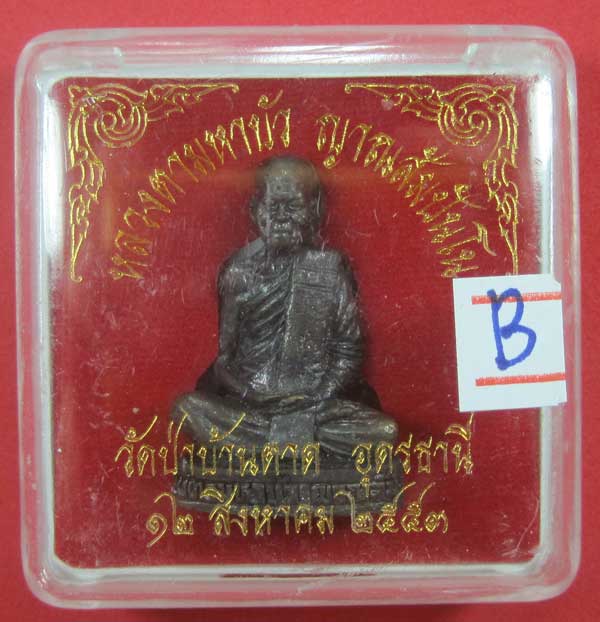 หลวงตามหาบัว ญาณสัมปันโน
B
วัดป่าบ้านตาด อุดรธานี
๑๒ สิงหาคม ๒๕๕๓